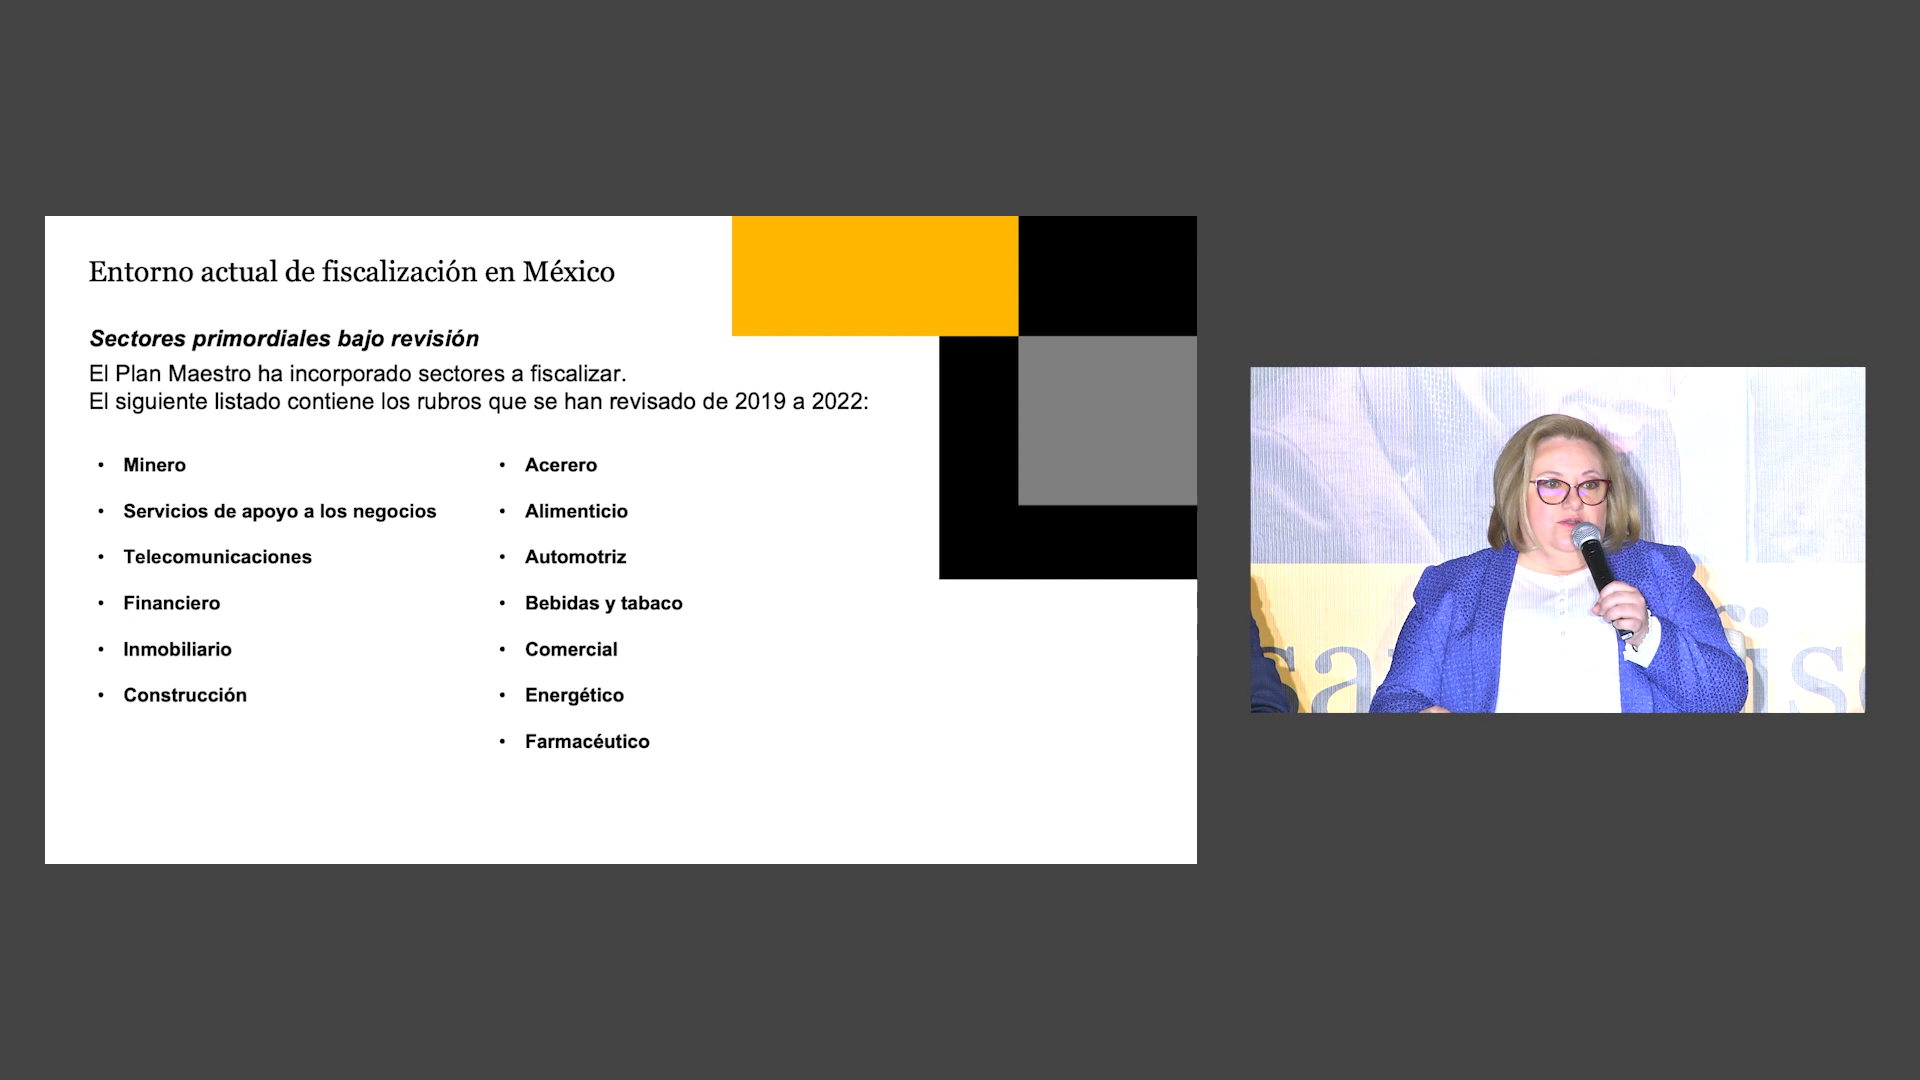 Entorno actual de fiscalización en México
Sectores primordiales bajo revisión
El Plan Maestro ha incorporado sectores a fiscalizar.
El siguiente listado contiene los rubros que se han revisado de 2019 a 2022:
• Minero
• Servicios de apoyo a los negocios
• Telecomunicaciones
• Financiero
• Inmobiliario
• Construcción
• Acerero
• Alimenticio
• Automotriz
• Bebidas y tabaco
• Comercial
• Energético
• Farmacéutico